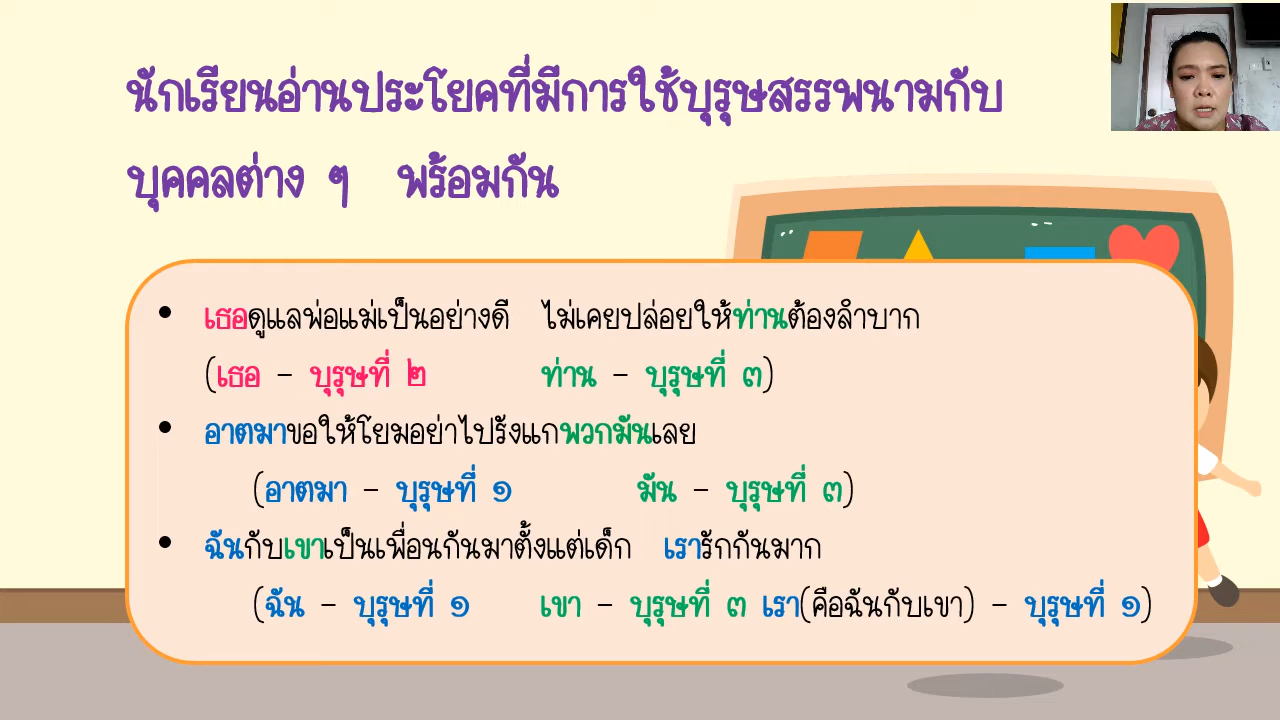 นักเรียนอ่านประโยคที่มีการใช้บุรุษสรรพนามกับ
บุคคลต่าง ๆ พร้อมกัน
• เธอดูแลพ่อแม่เป็นอย่างดี ไม่เคยปล่อยให้ท่านต้องลำบาก
(เธอ – บุรุษที่ ๒ ท่าน – บุรุษที่ ๓)
• อาตมาขอให้โยมอย่าไปรังแกพวกมันเลย
(อาตมา – บุรุษที่ ๑ มัน – บุรุษที่ ๓)
• ฉันกับเขาเป็นเพื่อนกันมาตั้งแต่เด็ก เรารักกันมาก
(ฉัน – บุรุษที่ ๑ เขา – บุรุษที่ ๓ เรา(คือฉันกับเขา) – บุรุษที่ ๑)